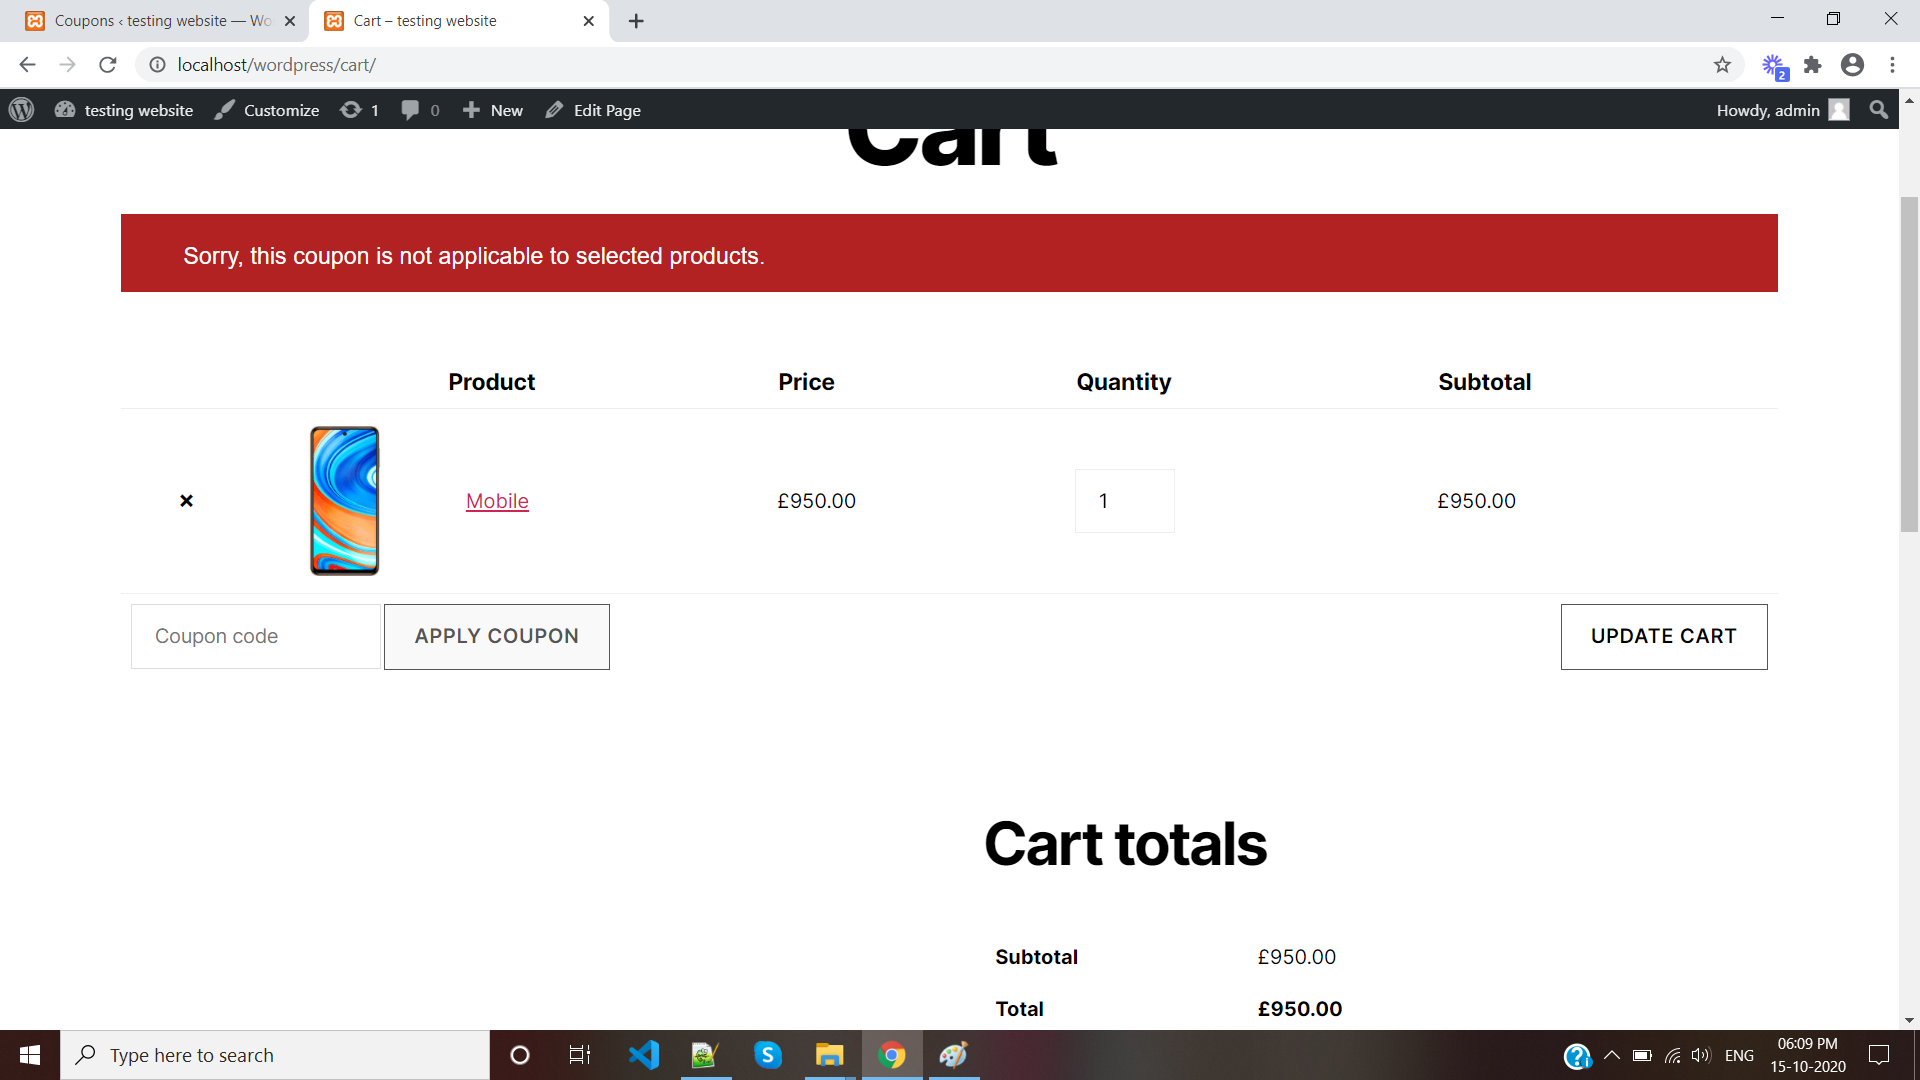 Coupons ‹ testing website — Wo
Cart – testing website
localhost/wordpress/cart/
2
testing website
Customize
1
0
New
Edit Page
Howdy, admin
Cart
Sorry, this coupon is not applicable to selected products.
Product Price Quantity Subtotal
× Mobile £950.00 1 £950.00
Coupon code
APPLY COUPON
UPDATE CART
Cart totals
Subtotal £950.00
Total £950.00
Type here to search
ENG
06:09 PM
15-10-2020